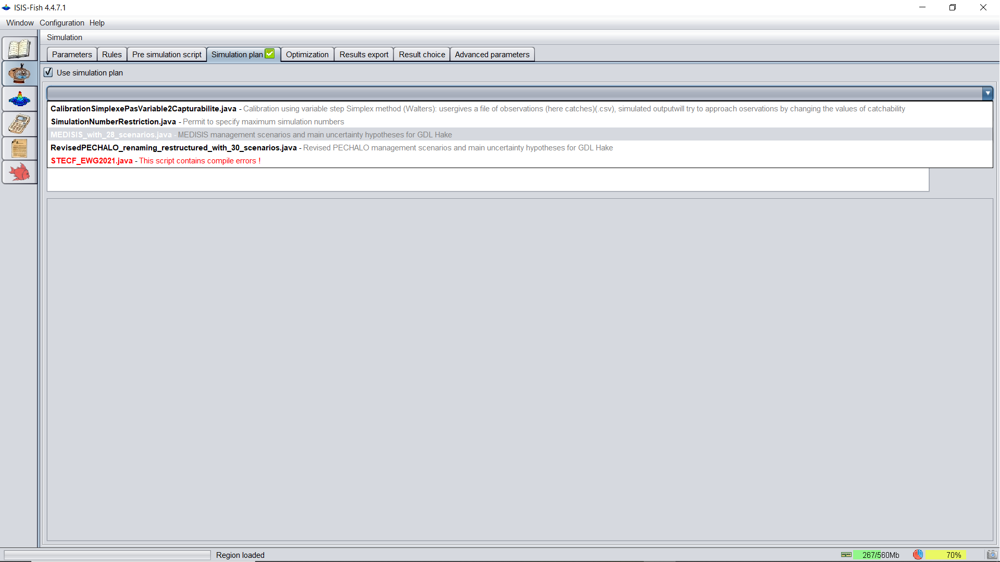 ISIS-Fish 4.4.7.1
Window Configuration Help
Simulation
Parameters Rules Pre simulation script Simulation plan Optimization Results export Result choice Advanced parameters
Use simulation plan
CalibrationSimplexePasVariable2Capturabilite.java - Calibration using variable step Simplex method (Walters): usergives a file of observations (here catches)(.csv), simulated outputwill try to approach oservations by changing the values of catchability
SimulationNumberRestriction.java - Permit to specify maximum simulation numbers
MEDISIS_with_28_scenarios.java - MEDISIS management scenarios and main uncertainty hypotheses for GDL Hake
RevisedPECHALO_renaming_restructured_with_30_scenarios.java - Revised PECHALO management scenarios and main uncertainty hypotheses for GDL Hake
STECF_EWG2021.java - This script contains compile errors !
Region loaded 267/560Mb 70%